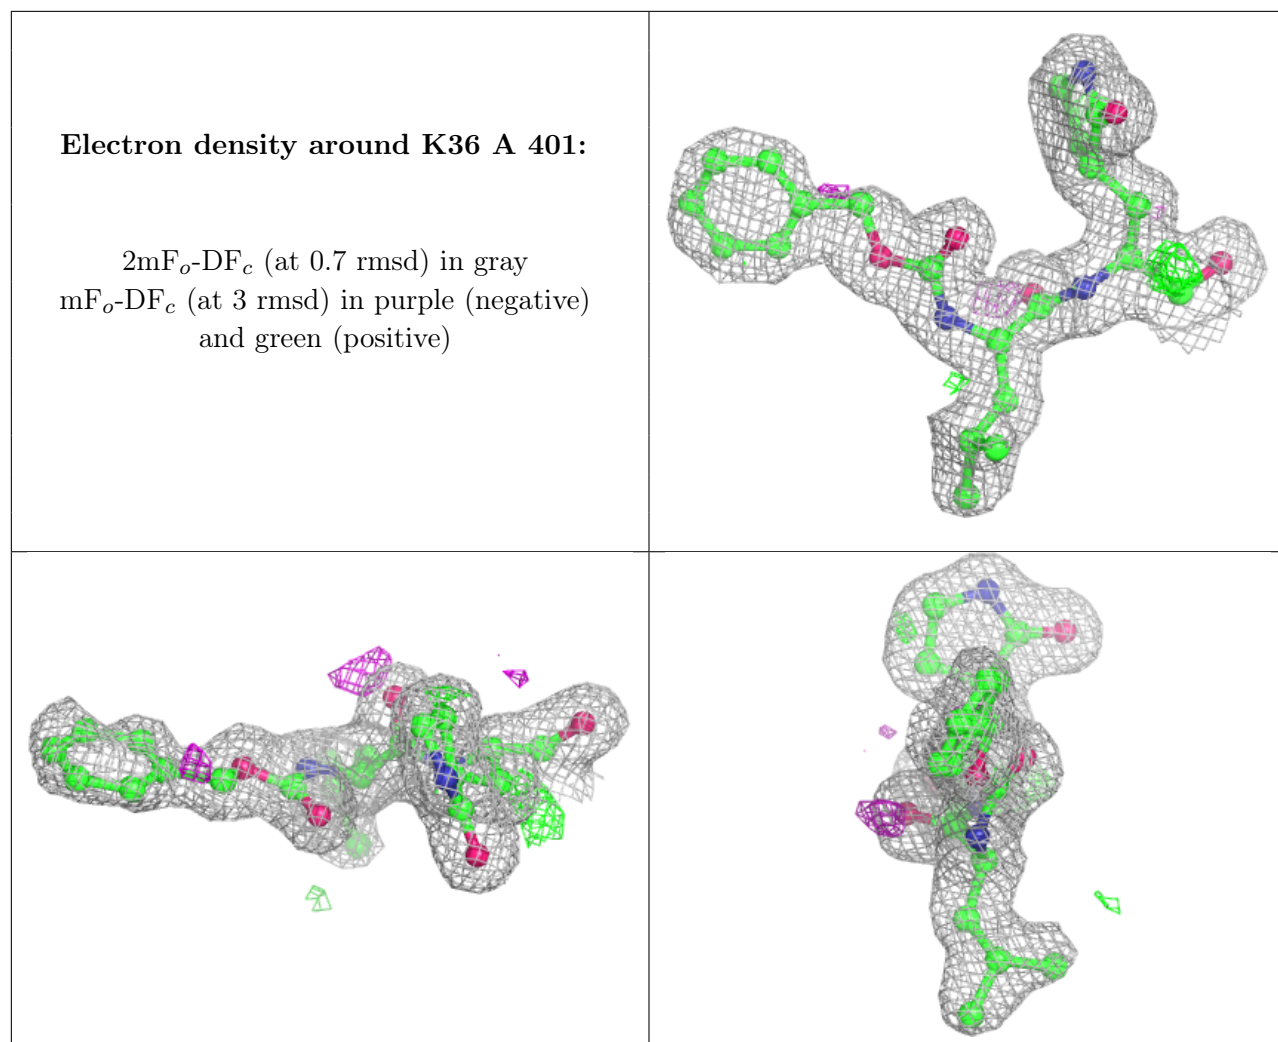 Electron density around K36 A 401:
2mFo-DFc (at 0.7 rmsd) in gray
mFo-DFc (at 3 rmsd) in purple (negative)
and green (positive)